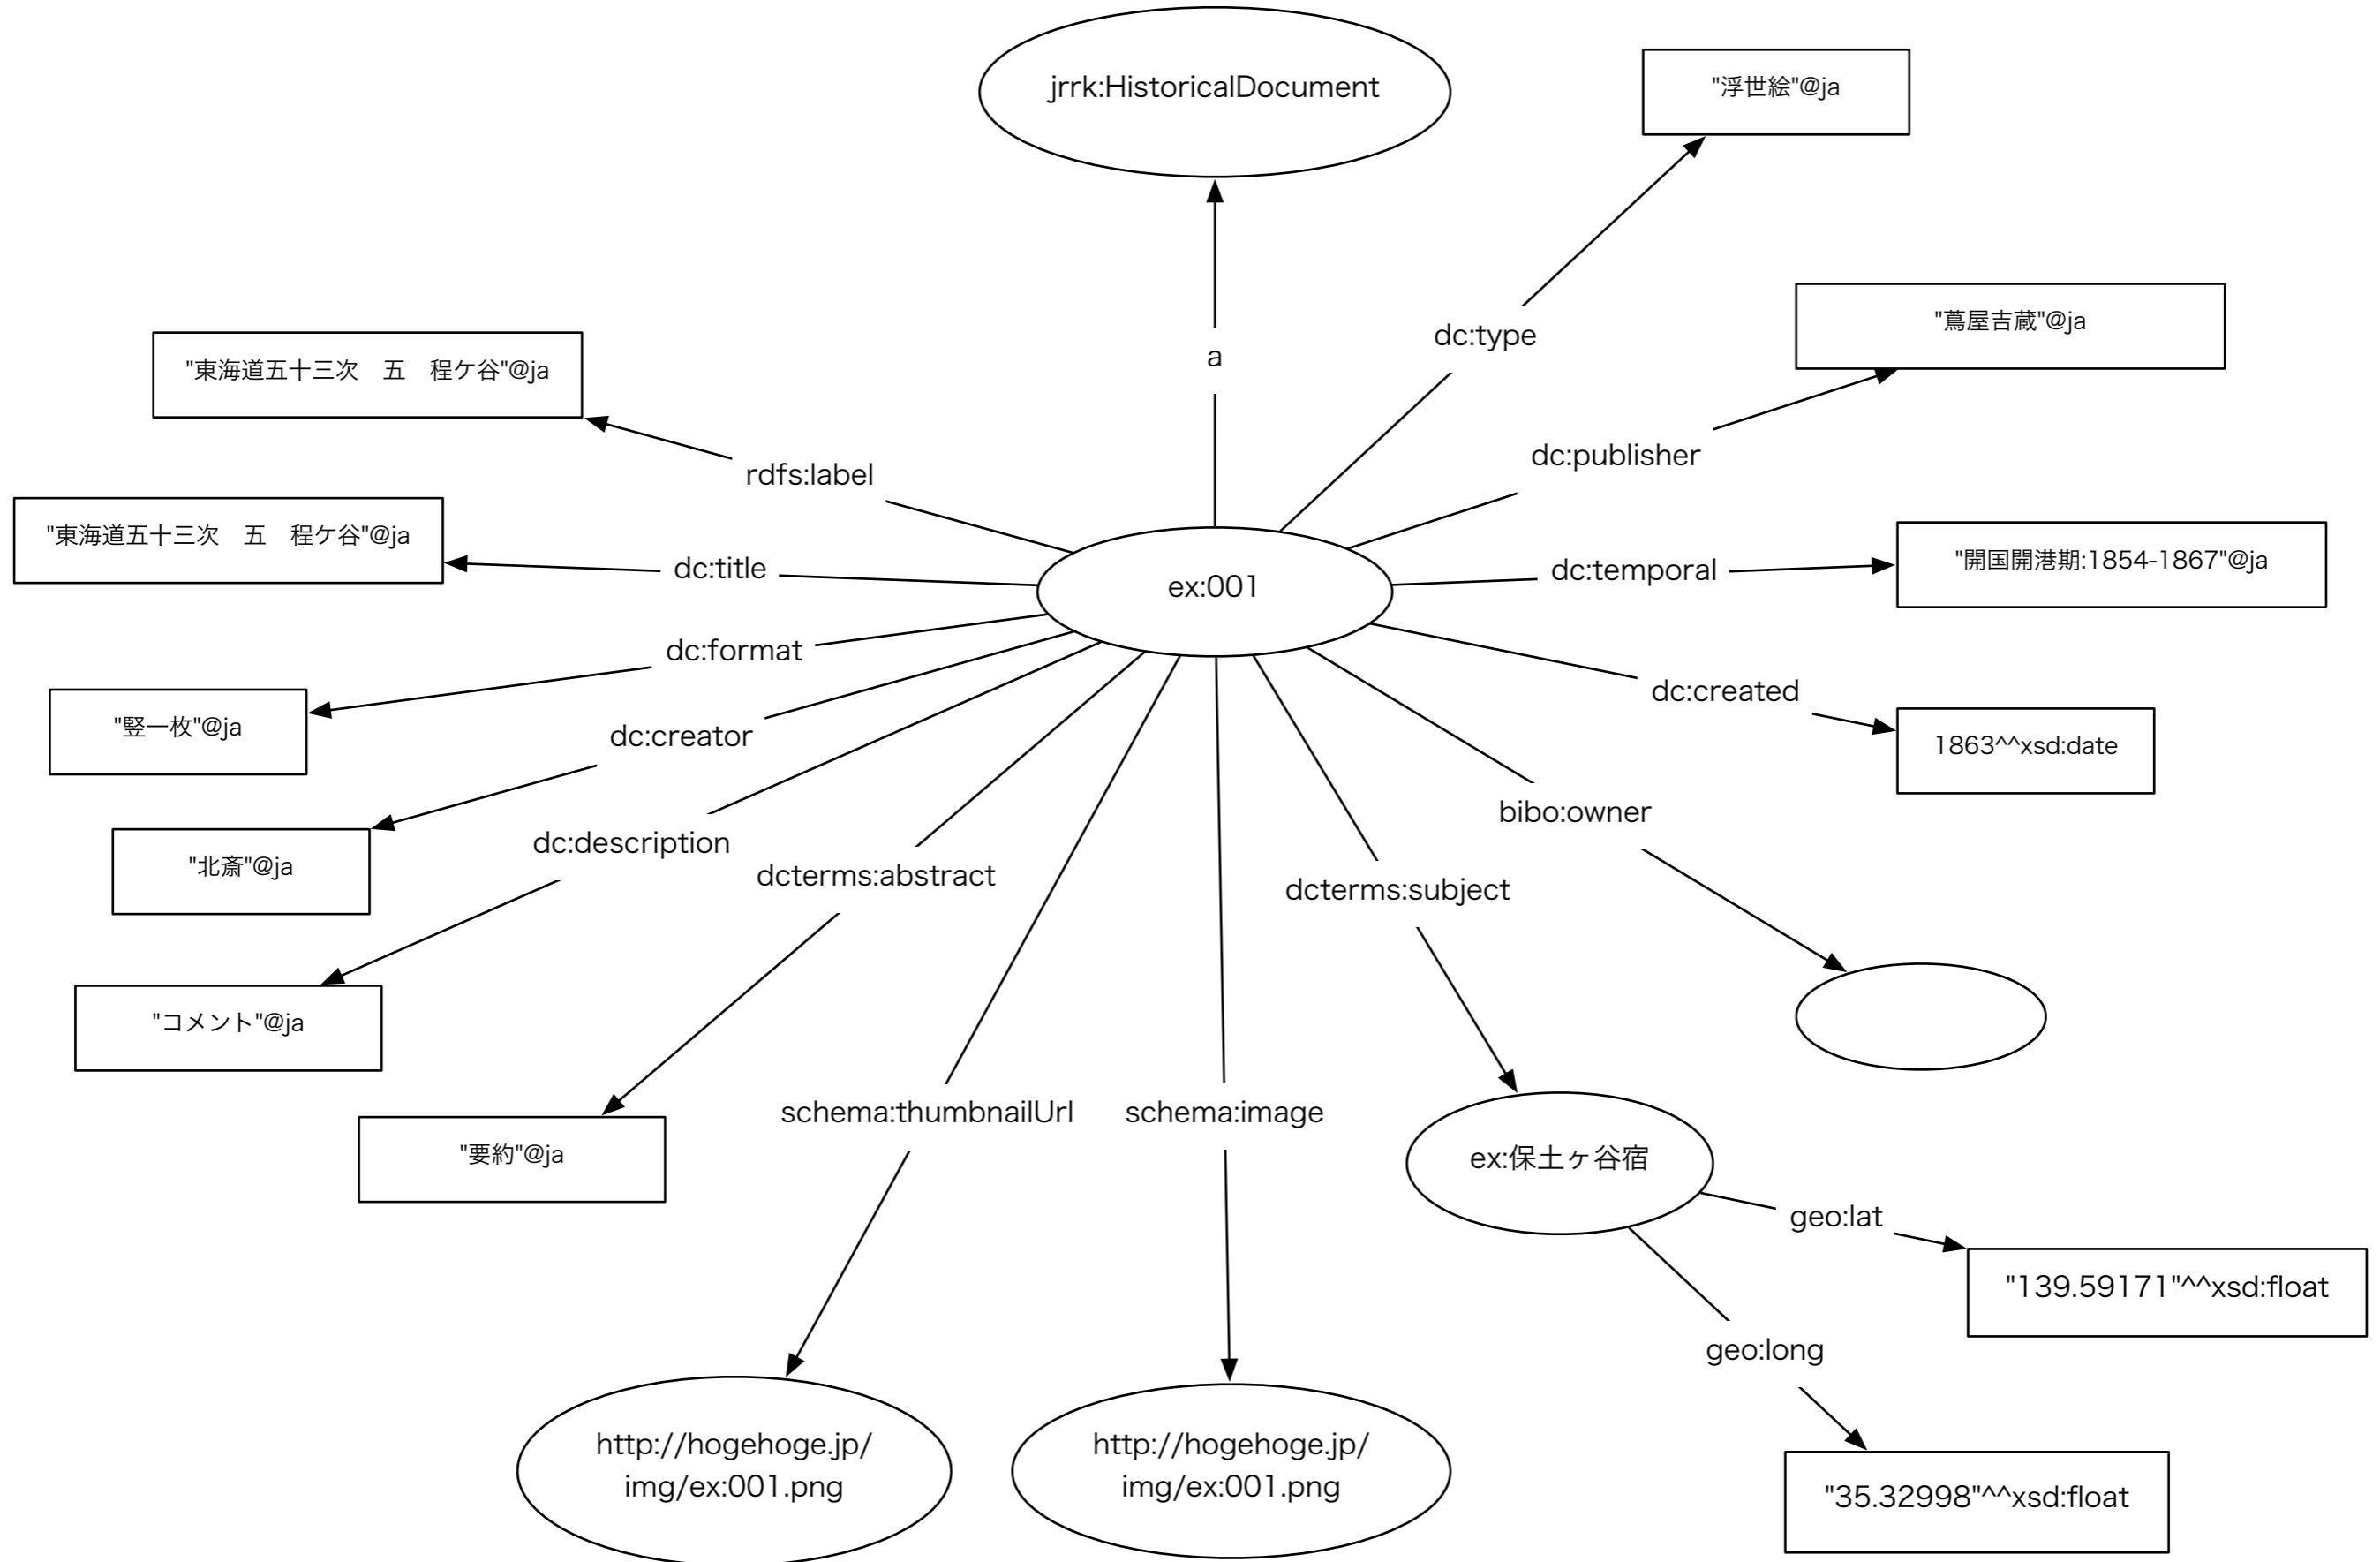 jrrk:HistoricalDocument
"浮世絵"@ja
a
dc:type
"蔦屋吉蔵"@ja
"東海道五十三次　五　程ケ谷"@ja
rdfs:label
dc:publisher
"東海道五十三次　五　程ケ谷"@ja
dc:title
ex:001
dc:temporal
"開国開港期:1854-1867"@ja
dc:format
"竪一枚"@ja
dc:created
1863^^xsd:date
dc:creator
"北斎"@ja
bibo:owner
dc:description
dcterms:abstract
dcterms:subject
"コメント"@ja
"要約"@ja
schema:thumbnailUrl
schema:image
ex:保土ヶ谷宿
geo:lat
"139.59171"^^xsd:float
geo:long
"35.32998"^^xsd:float
http://hogehoge.jp/
img/ex:001.png
http://hogehoge.jp/
img/ex:001.png